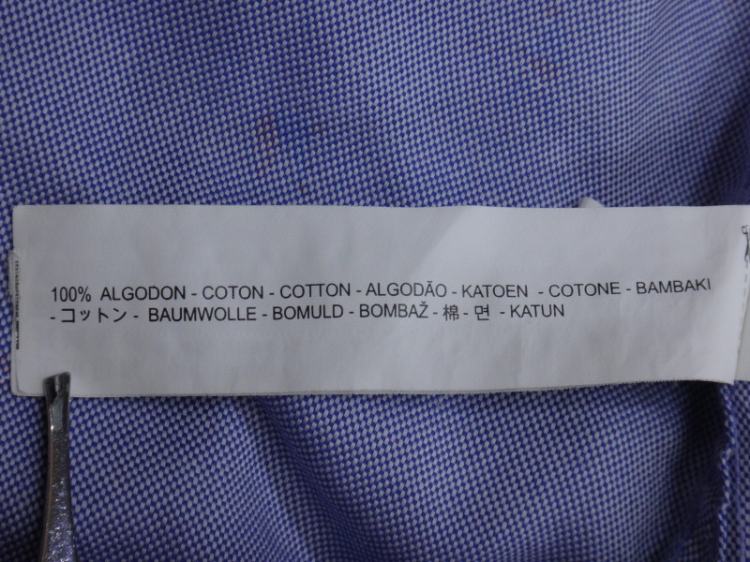 100% ALGODON - COTON - COTTON - ALGODÃO - KATOEN - COTONE - BAMBAKI
- コットン - BAUMWOLLE - BOMULD - BOMBAŽ - 棉 - 면 - KATUN